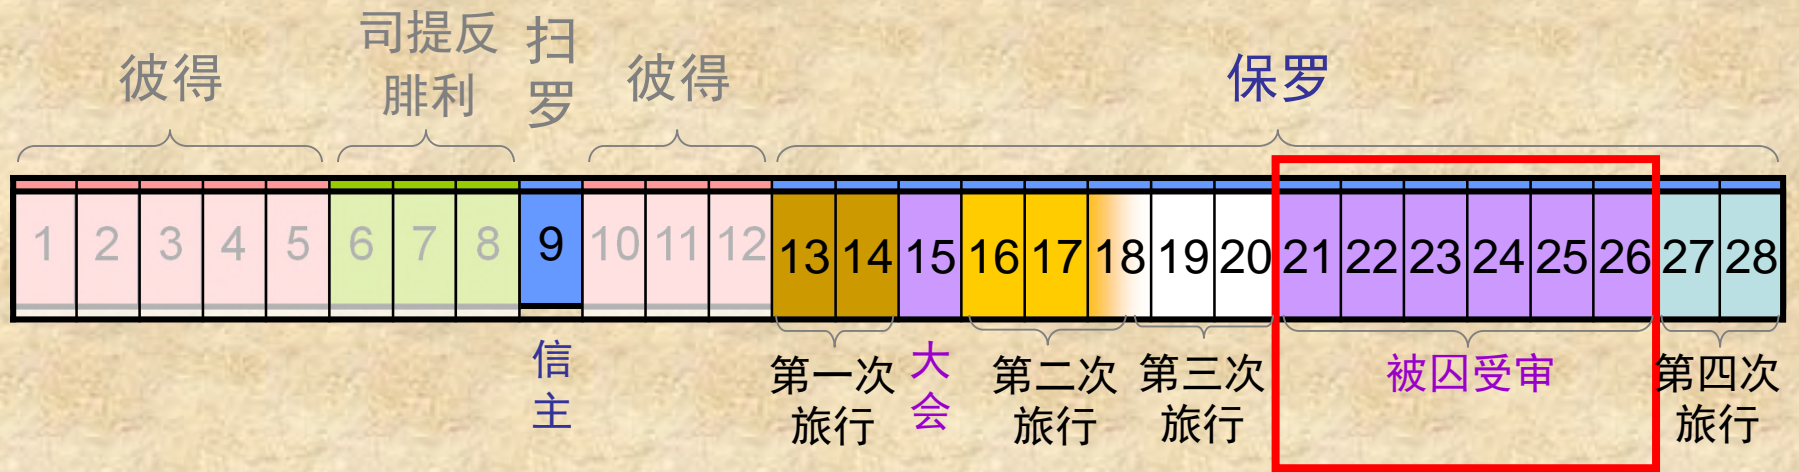 彼得
司提反
腓利
扫
罗
彼得
保罗
1 2 3 4 5 6 7 8 9 10 11 12 13 14 15 16 17 18 19 20 21 22 23 24 25 26 27 28
信
主
第一次
旅行
大
会
第二次
旅行
第三次
旅行
被囚受审
第四次
旅行